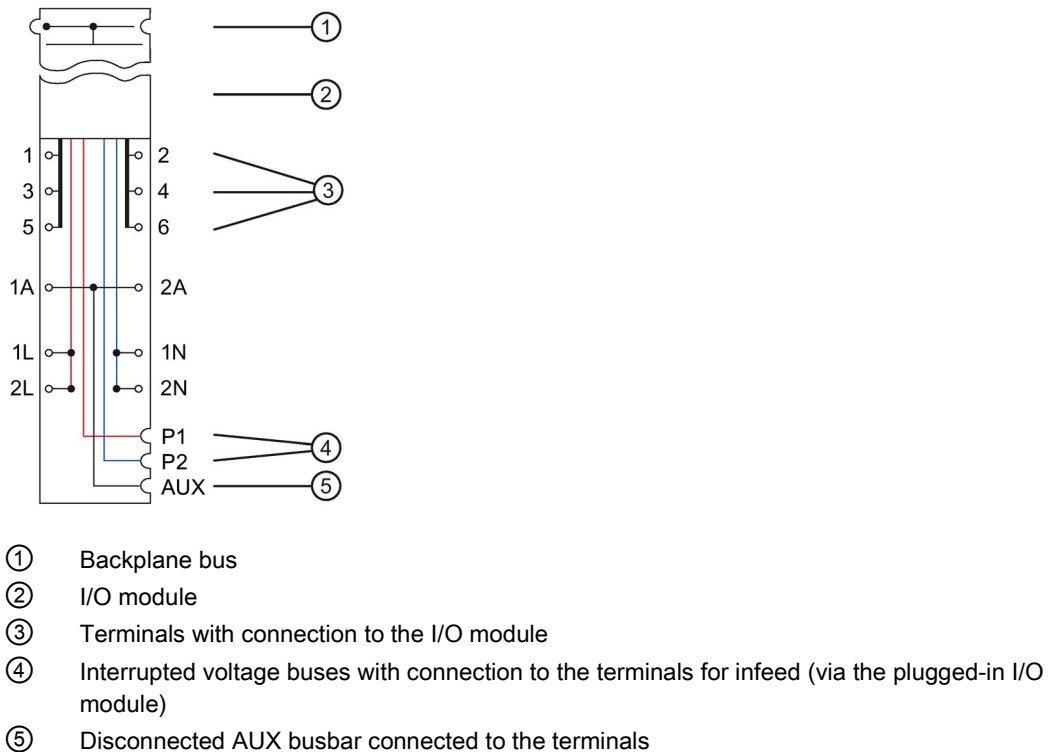 ①
②
1 2
3 4 ③
5 6
1A 2A
1L 1N
2L 2N
P1
④
P2
AUX ⑤
① Backplane bus
② I/O module
③ Terminals with connection to the I/O module
④ Interrupted voltage buses with connection to the terminals for infeed (via the plugged-in I/O
module)
⑤ Disconnected AUX busbar connected to the terminals